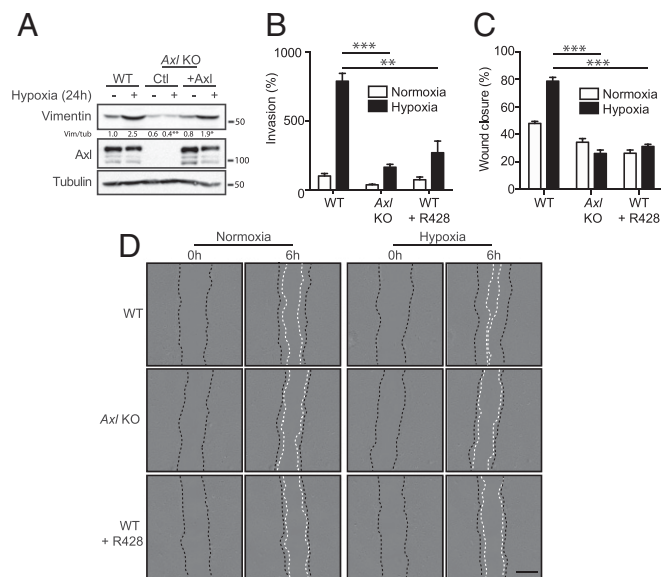 A
Axl KO
WT Ctl +Axl
Hypoxia (24h) - + - + - +
Vimentin 50
Vim/tub 1.0 2.5 0.6 0.4** 0.8 1.9*
Axl 100
Tubulin 50
B
***
**
Invasion (%)
1000
500
0
Normoxia
Hypoxia
WT
Axl KO
WT + R428
C
***
***
Wound closure (%)
100
80
60
40
20
0
Normoxia
Hypoxia
WT
Axl KO
WT + R428
D
Normoxia Hypoxia
0h 6h 0h 6h
WT
Axl KO
WT
+ R428